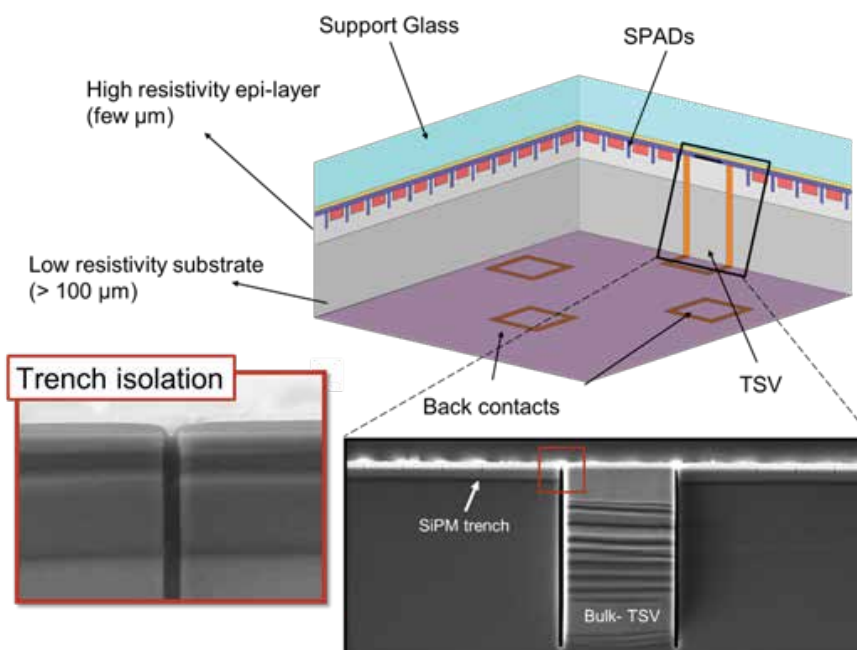 Support Glass
SPADs
High resistivity epi-layer
(few µm)
Low resistivity substrate
(> 100 µm)
Trench isolation
Back contacts
TSV
SiPM trench
Bulk- TSV